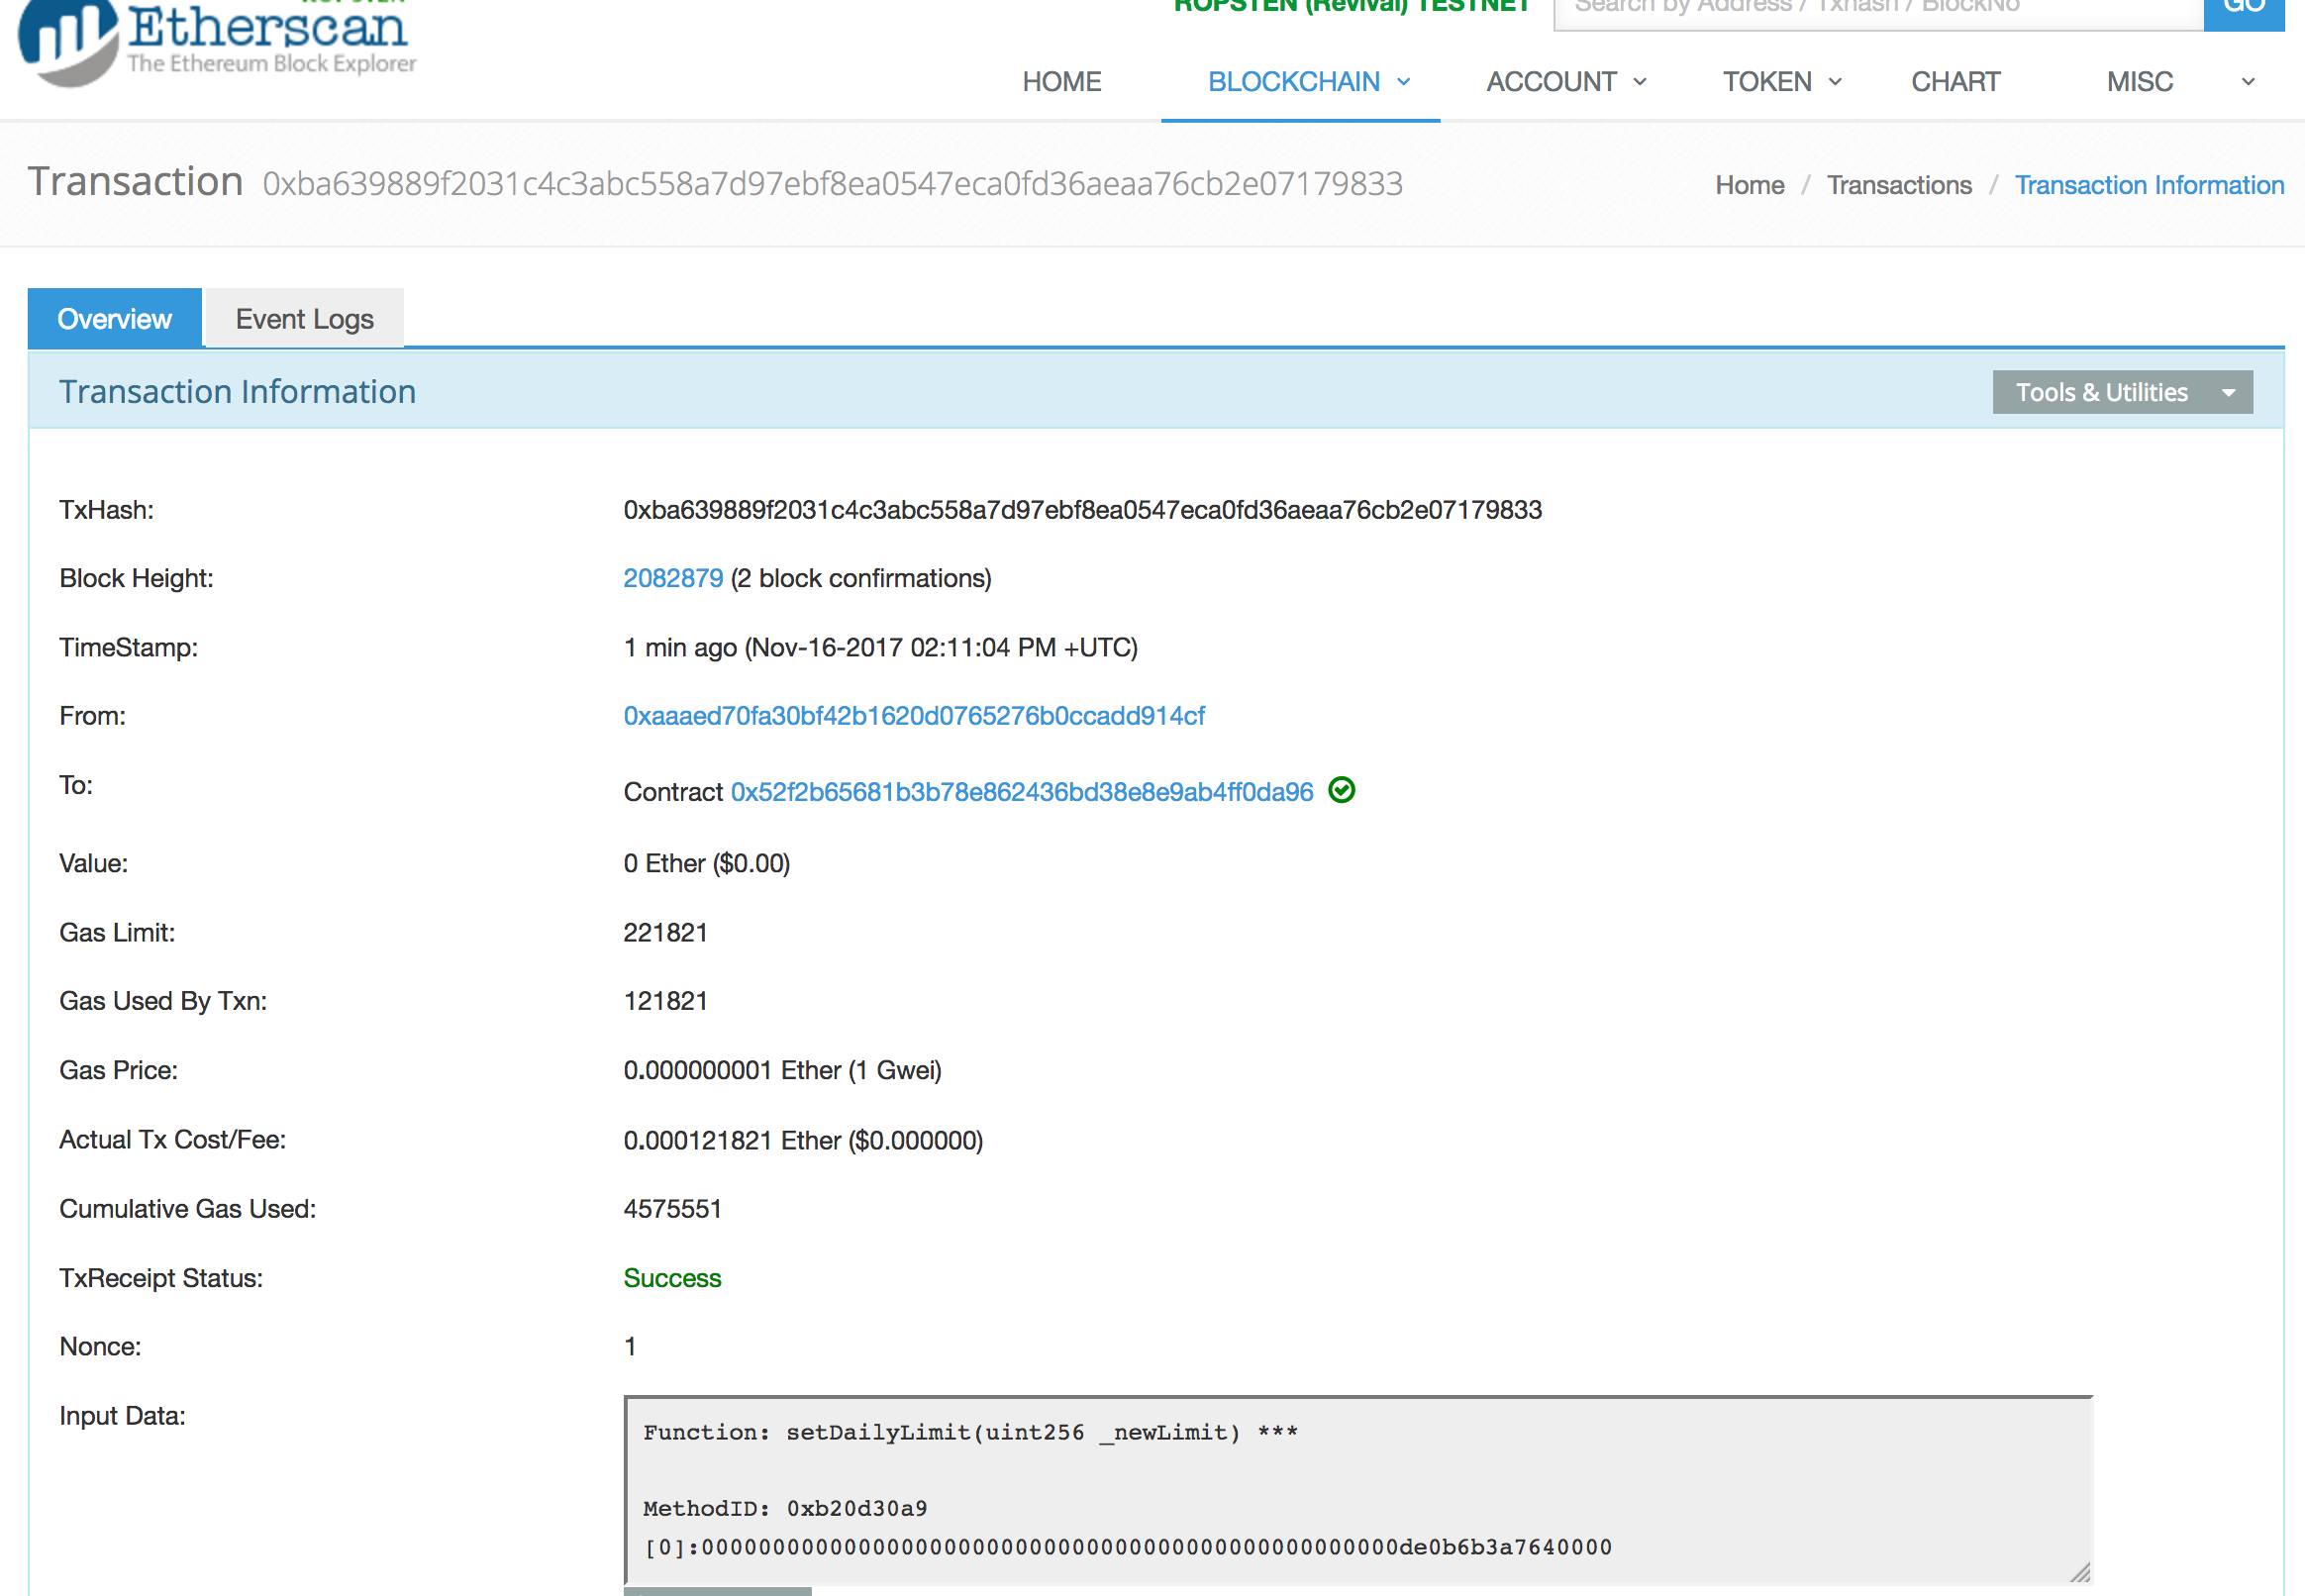 ROPSTEN
Etherscan
The Ethereum Block Explorer
ROPSTEN (Revival) TESTNET
Search by Address / Txhash / BlockNo
GO
HOME BLOCKCHAIN ACCOUNT TOKEN CHART MISC
Transaction 0xba639889f2031c4c3abc558a7d97ebf8ea0547eca0fd36aeaa76cb2e07179833
Home / Transactions / Transaction Information
Overview Event Logs
Transaction Information Tools & Utilities
TxHash: 0xba639889f2031c4c3abc558a7d97ebf8ea0547eca0fd36aeaa76cb2e07179833
Block Height: 2082879 (2 block confirmations)
TimeStamp: 1 min ago (Nov-16-2017 02:11:04 PM +UTC)
From: 0xaaaed70fa30bf42b1620d0765276b0ccadd914cf
To: Contract 0x52f2b65681b3b78e862436bd38e8e9ab4ff0da96
Value: 0 Ether ($0.00)
Gas Limit: 221821
Gas Used By Txn: 121821
Gas Price: 0.000000001 Ether (1 Gwei)
Actual Tx Cost/Fee: 0.000121821 Ether ($0.000000)
Cumulative Gas Used: 4575551
TxReceipt Status: Success
Nonce: 1
Input Data:
Function: setDailyLimit(uint256 _newLimit) ***
MethodID: 0xb20d30a9
[0]:0000000000000000000000000000000000000000000000000de0b6b3a7640000